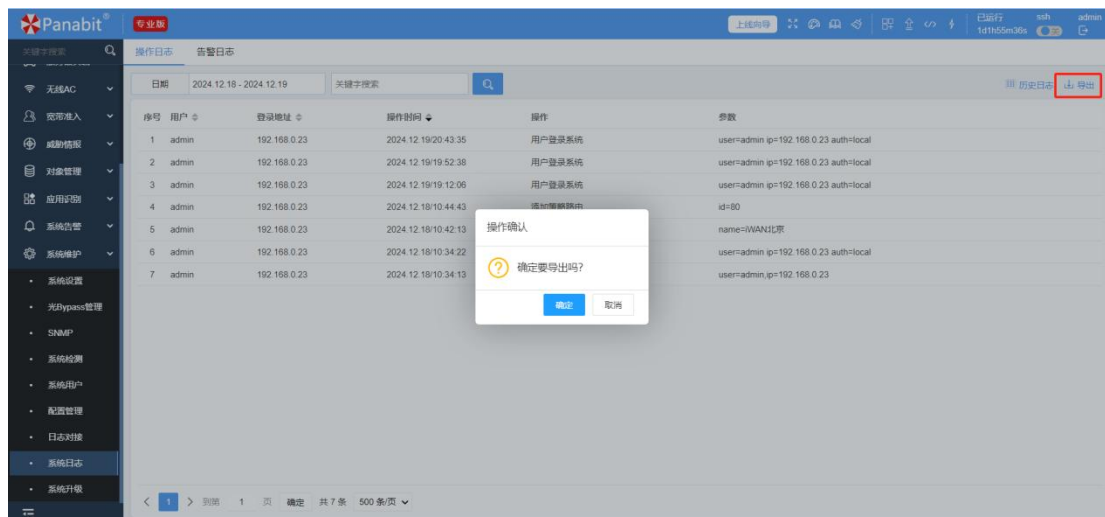 Panabit®
专业版
上线向导
已运行
1d1h55m36s
ssh
关
admin
关键字搜索
操作日志 告警日志
无线AC
宽带准入
威胁情报
对象管理
应用识别
系统告警
系统维护
系统设置
光Bypass管理
SNMP
系统检测
系统用户
配置管理
日志对接
系统日志
系统升级
日期 2024.12.18 - 2024.12.19 关键字搜索 历史日志 导出
序号 用户 登录地址 操作时间 操作 参数
1 admin 192.168.0.23 2024.12.19/20:43:35 用户登录系统 user=admin ip=192.168.0.23 auth=local
2 admin 192.168.0.23 2024.12.19/19:52:38 用户登录系统 user=admin ip=192.168.0.23 auth=local
3 admin 192.168.0.23 2024.12.19/19:12:06 用户登录系统 user=admin ip=192.168.0.23 auth=local
4 admin 192.168.0.23 2024.12.18/10:44:43 添加策略路由 id=80
5 admin 192.168.0.23 2024.12.18/10:42:13 name=iWAN北京
6 admin 192.168.0.23 2024.12.18/10:34:22 user=admin ip=192.168.0.23 auth=local
7 admin 192.168.0.23 2024.12.18/10:34:13 user=admin,ip=192.168.0.23
操作确认
确定要导出吗?
确定 取消
1 到第 1 页 确定 共 7 条 500 条/页